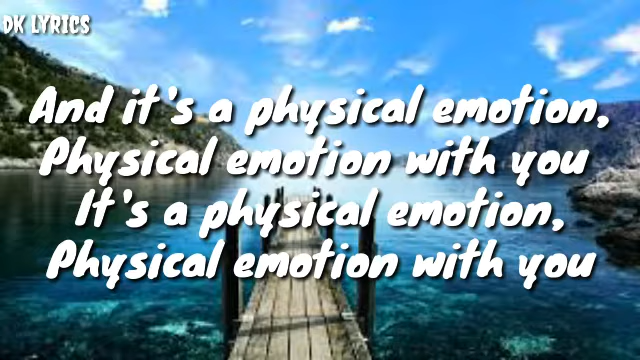 DK LYRICS
And it's a physical emotion,
Physical emotion with you
It's a physical emotion,
Physical emotion with you